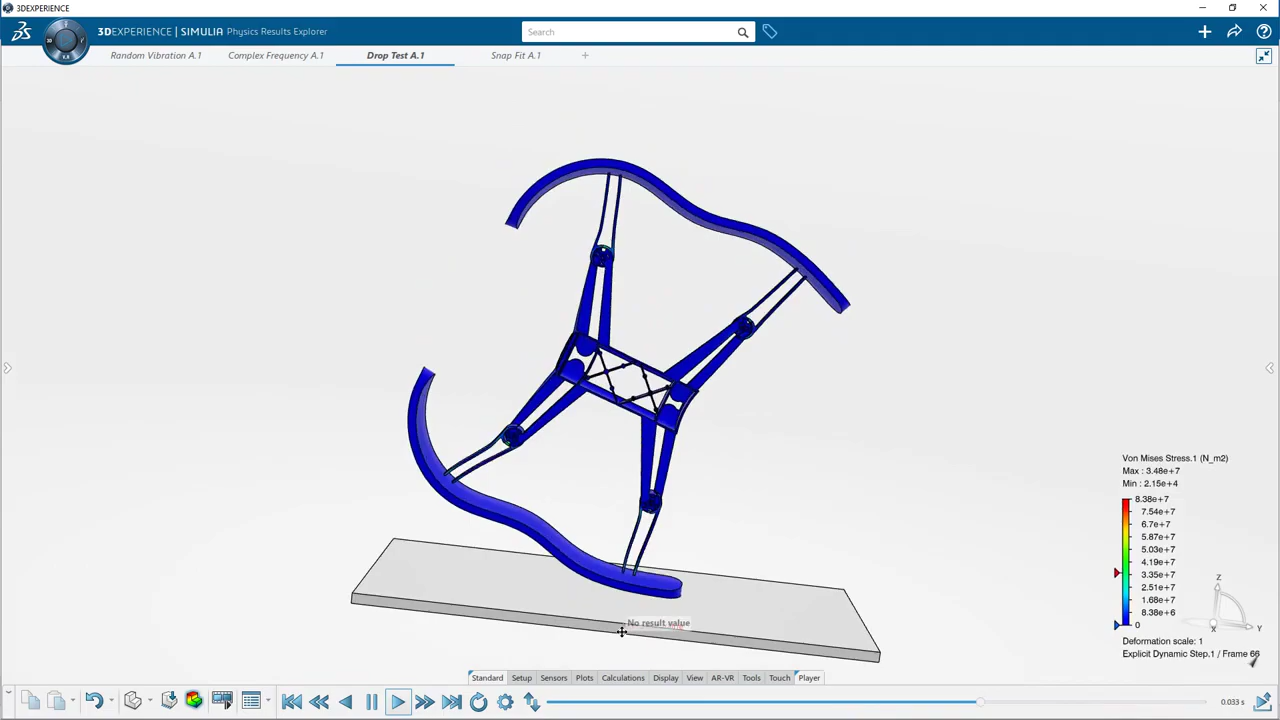 3DEXPERIENCE
3DEXPERIENCE | SIMULIA Physics Results Explorer
Search
Random Vibration A.1
Complex Frequency A.1
Drop Test A.1
Snap Fit A.1
Von Mises Stress.1 (N_m2)
Max : 3.48e+7
Min : 2.15e+4
8.38e+7
7.54e+7
6.7e+7
5.87e+7
5.03e+7
4.19e+7
3.35e+7
2.51e+7
1.68e+7
8.38e+6
0
Z
X
Y
Deformation scale: 1
Explicit Dynamic Step.1 / Frame 66
No result value
Standard
Setup
Sensors
Plots
Calculations
Display
View
AR-VR
Tools
Touch
Player
0.033 s